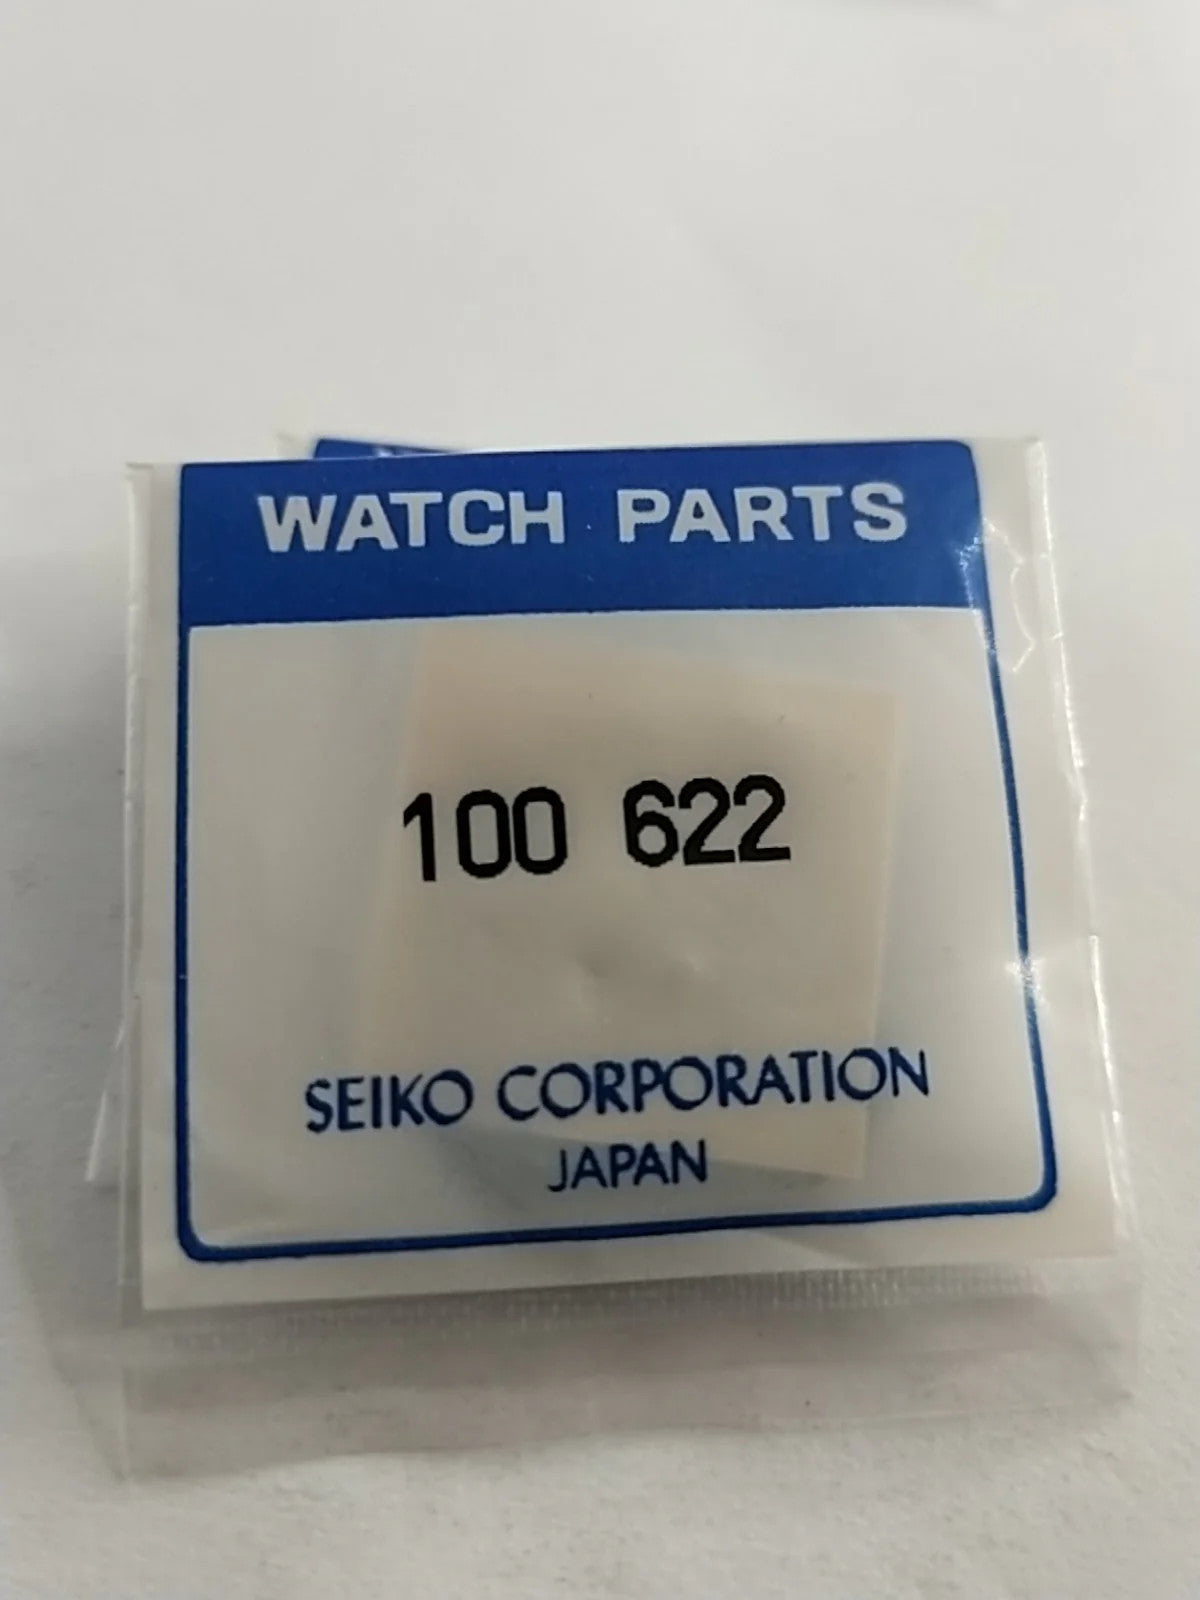 WATCH PARTS
100 622
SEIKO CORPORATION
JAPAN